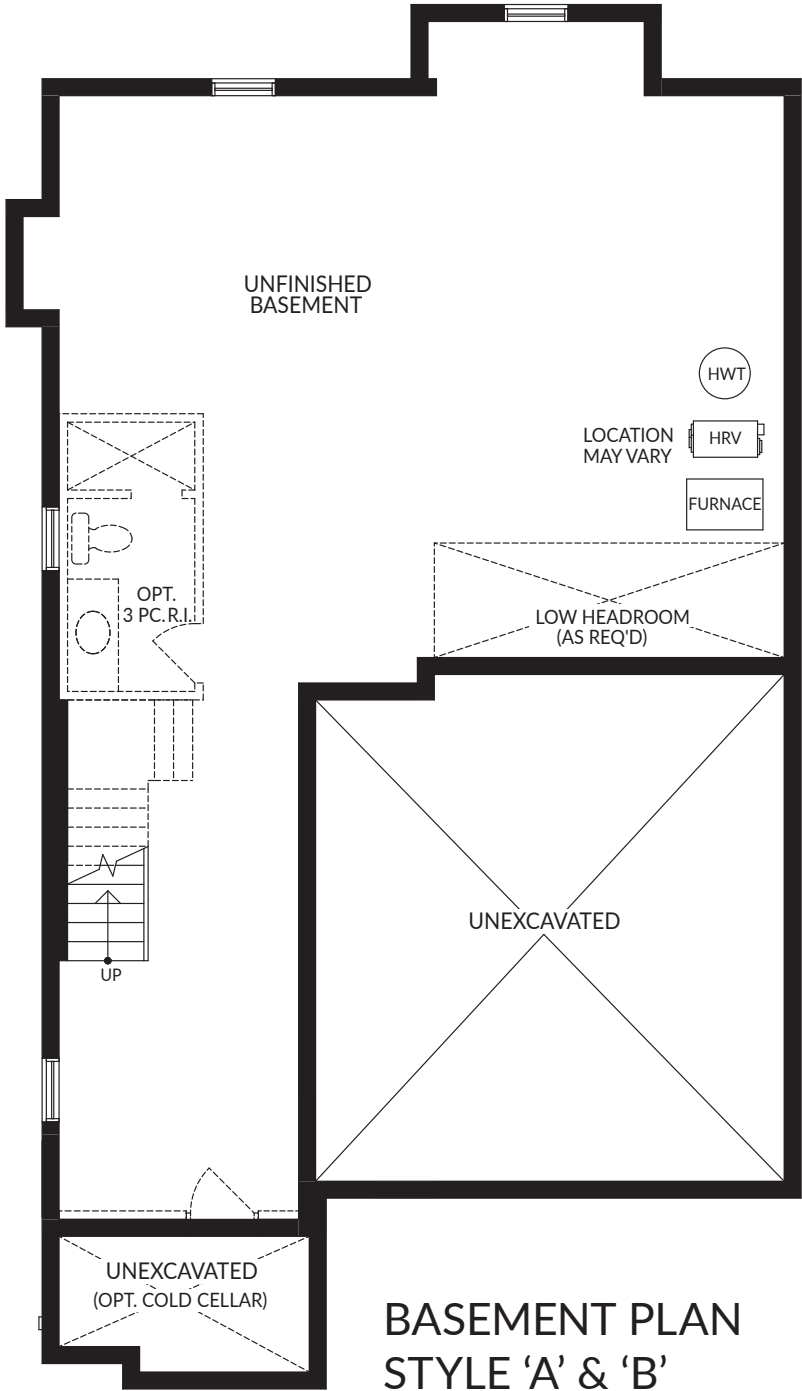 UNFINISHED
BASEMENT
HWT
LOCATION
MAY VARY
HRV
FURNACE
OPT.
3 PC.R.I.
LOW HEADROOM
(AS REQ'D)
UNEXCAVATED
UP
UNEXCAVATED
(OPT. COLD CELLAR)
BASEMENT PLAN
STYLE ‘A’ & ‘B’